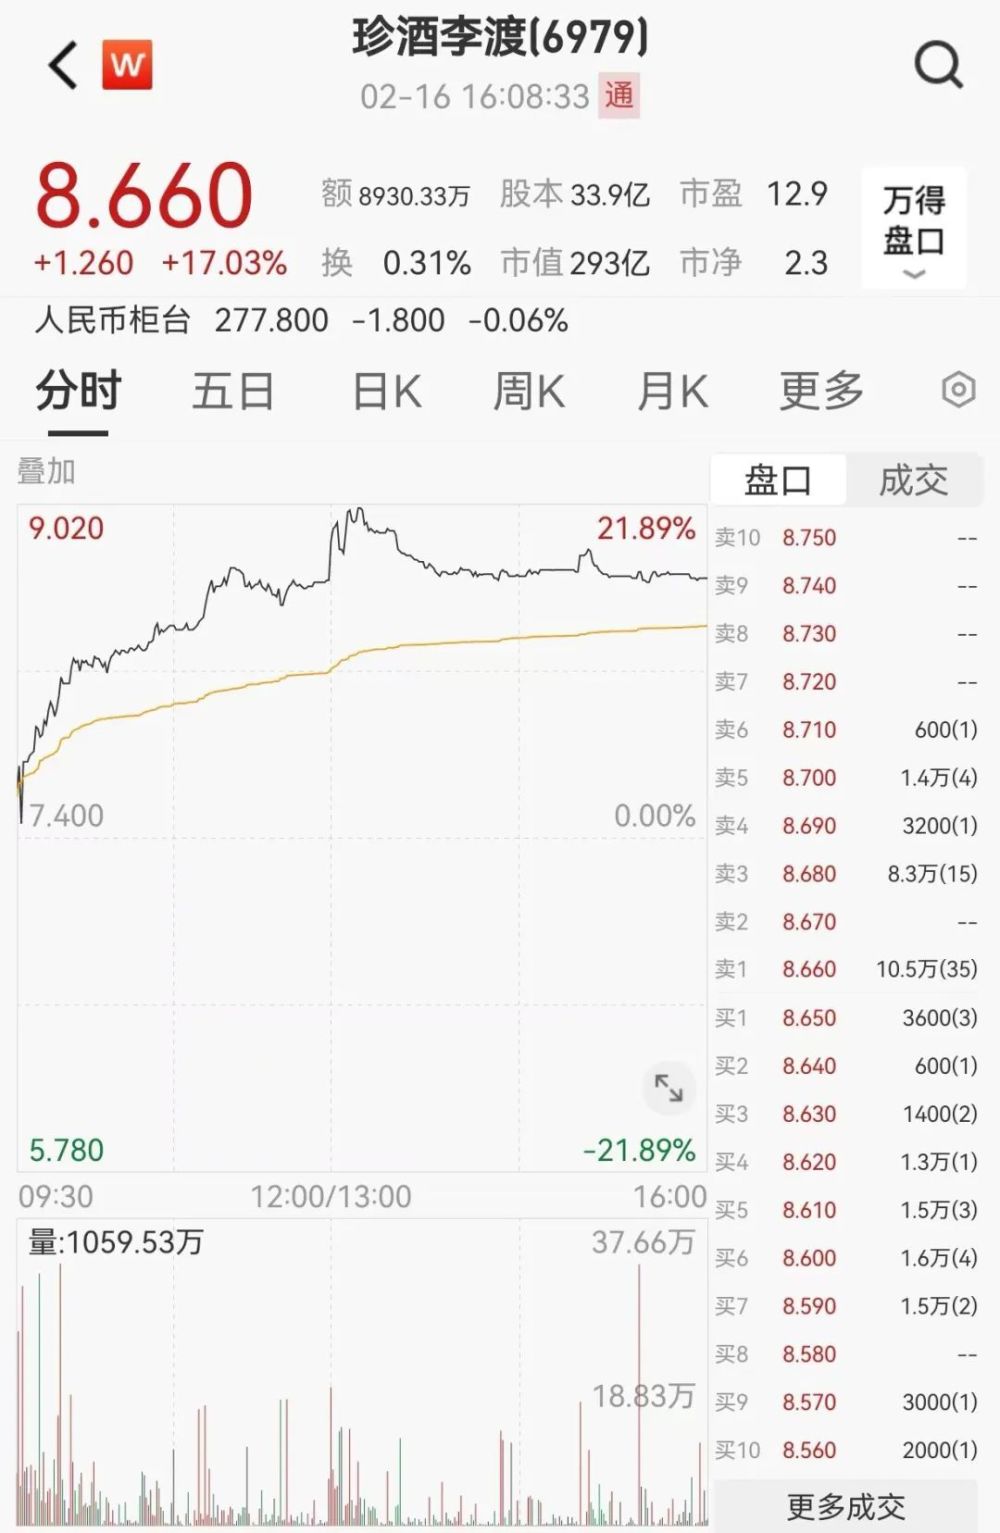 W
珍酒李渡(6979)
02-16 16:08:33 通
8.660
+1.260 +17.03%
额 8930.33万 股本 33.9亿 市盈 12.9
换 0.31% 市值 293亿 市净 2.3
万得
盘口
人民币柜台 277.800 -1.800 -0.06%
分时 五日 日K 周K 月K 更多
叠加
9.020 21.89%
7.400 0.00%
5.780 -21.89%
09:30 12:00/13:00 16:00
量:1059.53万 37.66万
18.83万
盘口 成交
卖10 8.750 --
卖9 8.740 --
卖8 8.730 --
卖7 8.720 --
卖6 8.710 600(1)
卖5 8.700 1.4万(4)
卖4 8.690 3200(1)
卖3 8.680 8.3万(15)
卖2 8.670 --
卖1 8.660 10.5万(35)
买1 8.650 3600(3)
买2 8.640 600(1)
买3 8.630 1400(2)
买4 8.620 1.3万(1)
买5 8.610 1.5万(3)
买6 8.600 1.6万(4)
买7 8.590 1.5万(2)
买8 8.580 --
买9 8.570 3000(1)
买10 8.560 2000(1)
更多成交